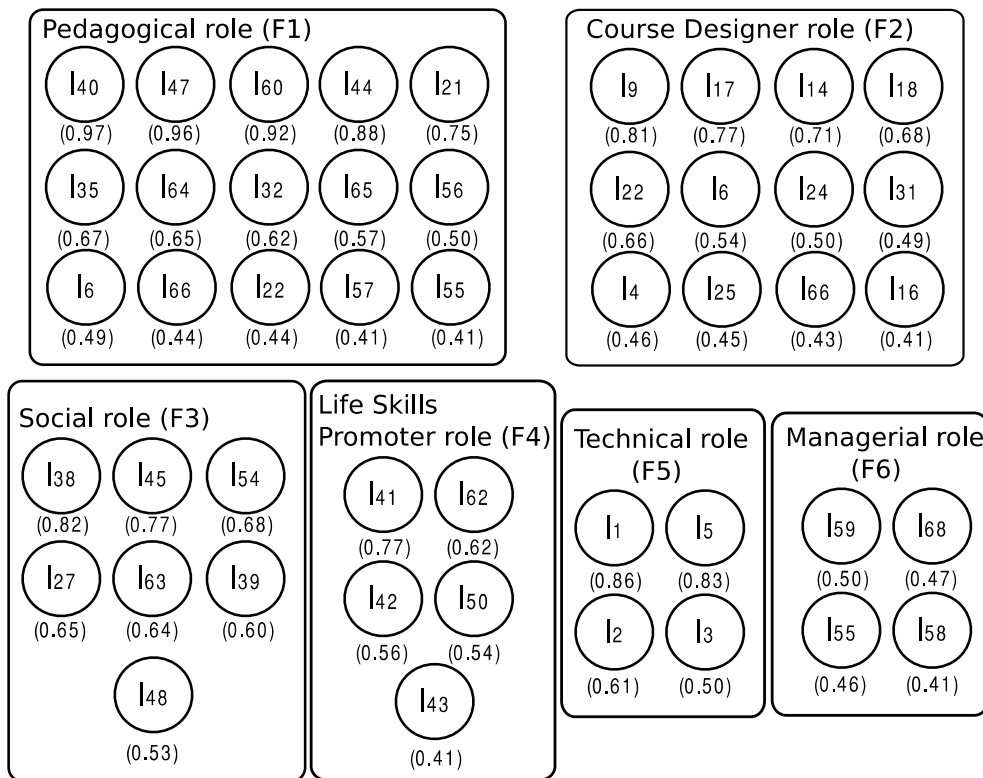 Pedagogical role (F1)
I40 I47 I60 I44 I21
(0.97) (0.96) (0.92) (0.88) (0.75)
I35 I64 I32 I65 I56
(0.67) (0.65) (0.62) (0.57) (0.50)
I6 I66 I22 I57 I55
(0.49) (0.44) (0.44) (0.41) (0.41)
Course Designer role (F2)
I9 I17 I14 I18
(0.81) (0.77) (0.71) (0.68)
I22 I6 I24 I31
(0.66) (0.54) (0.50) (0.49)
I4 I25 I66 I16
(0.46) (0.45) (0.43) (0.41)
Social role (F3)
I38 I45 I54
(0.82) (0.77) (0.68)
I27 I63 I39
(0.65) (0.64) (0.60)
I48
(0.53)
Life Skills
Promoter role (F4)
I41 I62
(0.77) (0.62)
I42 I50
(0.56) (0.54)
I43
(0.41)
Technical role
(F5)
I1 I5
(0.86) (0.83)
I2 I3
(0.61) (0.50)
Managerial role
(F6)
I59 I68
(0.50) (0.47)
I55 I58
(0.46) (0.41)